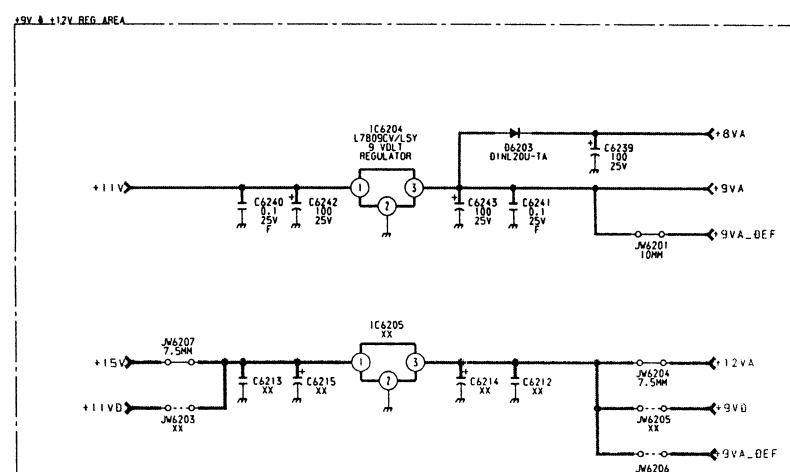 +9V & +12V REG AREA
IC6204
L7809CV/LSY
9 VOLT
REGULATOR
D6203
D1NL20U-TA
+8VA
C6239
100
25V
+11V
1
3
2
+9VA
C6240
0.1
25V
F
C6242
100
25V
C6243
100
25V
C6241
0.1
25V
F
JW6201
10MM
+9VA_DEF
IC6205
XX
JW6207
7.5MM
+15V
1
3
2
+12VA
JW6204
7.5MM
C6213
XX
C6215
XX
C6214
XX
C6212
XX
+11VD
JW6203
XX
+9VD
JW6205
XX
+9VA_DEF
JW6206